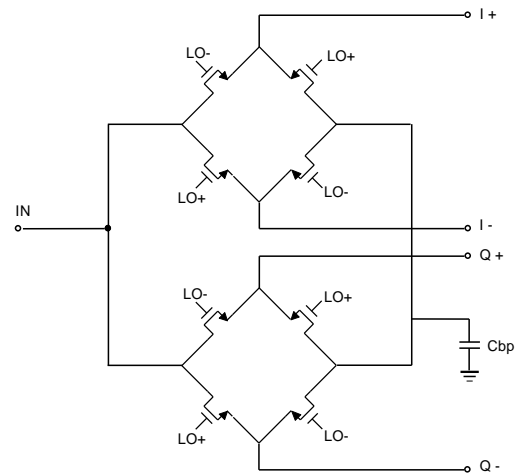 I +
LO-
LO+
LO+
LO-
IN
I -
Q +
LO-
LO+
Cbp
LO+
LO-
Q -